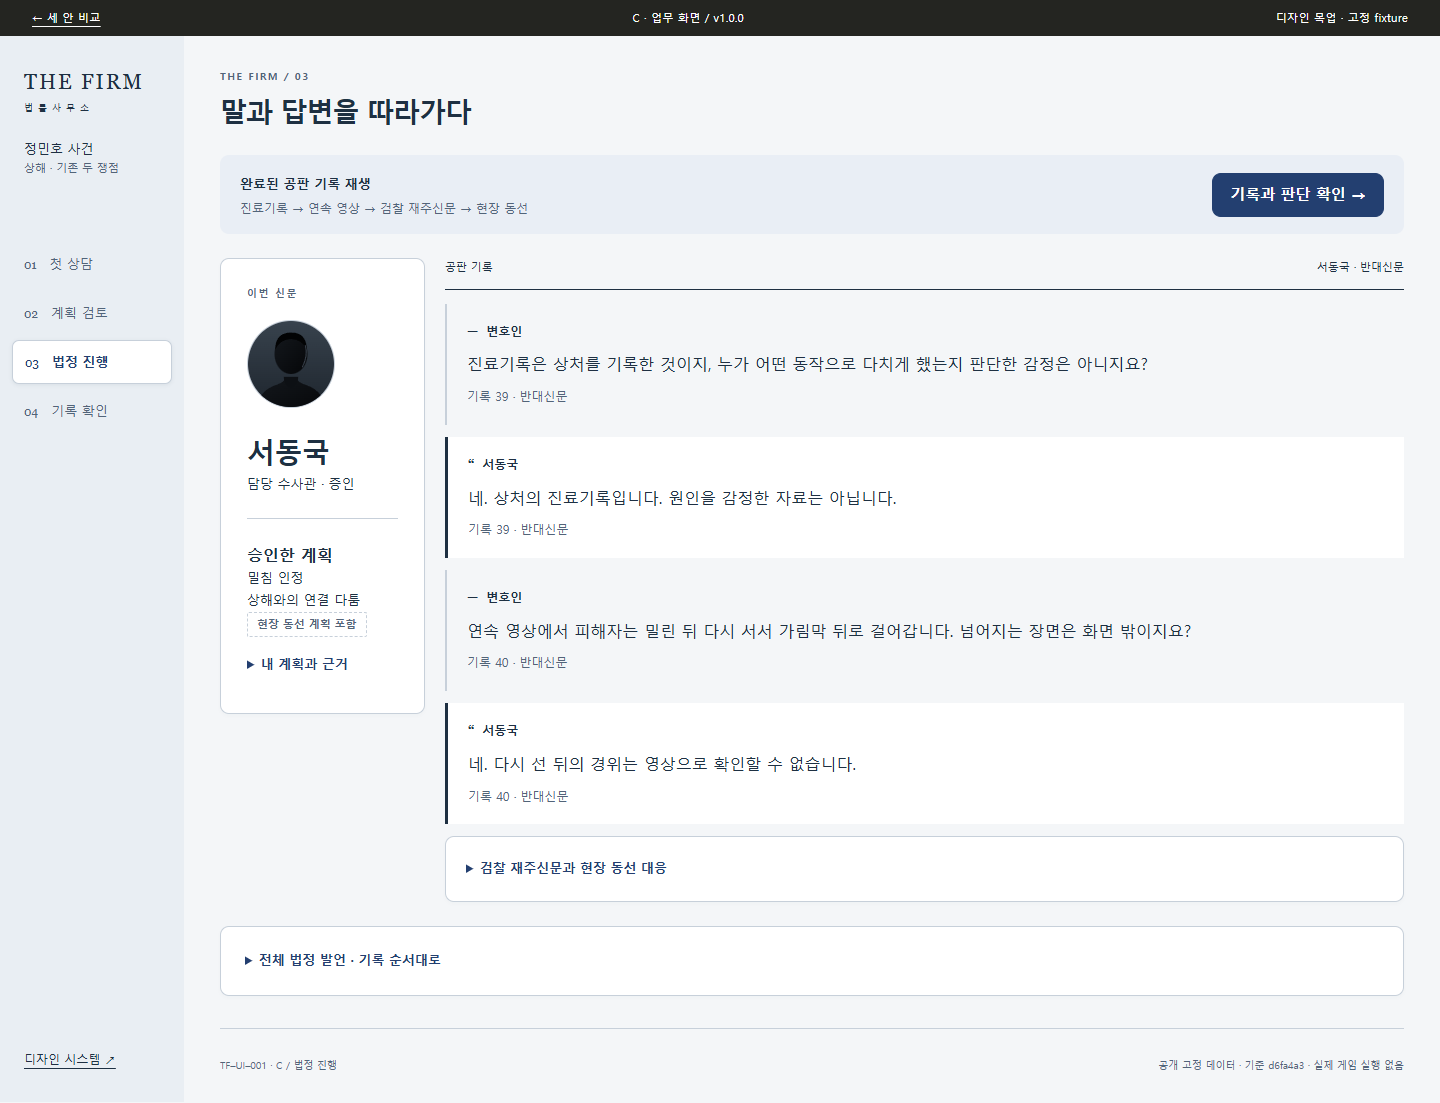 ← 세 안 비교
C · 업무 화면 / v1.0.0
디자인 목업 · 고정 fixture
THE FIRM
법률사무소
정민호 사건
상해 · 기존 두 쟁점
01 첫 상담
02 계획 검토
03 법정 진행
04 기록 확인
디자인 시스템 ↗
THE FIRM / 03
말과 답변을 따라가다
완료된 공판 기록 재생
진료기록 → 연속 영상 → 검찰 재주신문 → 현장 동선
기록과 판단 확인 →
이번 신문
서동국
담당 수사관 · 증인
승인한 계획
밀침 인정
상해와의 연결 다툼
현장 동선 계획 포함
▶ 내 계획과 근거
공판 기록
서동국 · 반대신문
— 변호인
진료기록은 상처를 기록한 것이지, 누가 어떤 동작으로 다치게 했는지 판단한 감정은 아니지요?
기록 39 · 반대신문
“ 서동국
네. 상처의 진료기록입니다. 원인을 감정한 자료는 아닙니다.
기록 39 · 반대신문
— 변호인
연속 영상에서 피해자는 밀린 뒤 다시 서서 가림막 뒤로 걸어갑니다. 넘어지는 장면은 화면 밖이지요?
기록 40 · 반대신문
“ 서동국
네. 다시 선 뒤의 경위는 영상으로 확인할 수 없습니다.
기록 40 · 반대신문
▶ 검찰 재주신문과 현장 동선 대응
▶ 전체 법정 발언 · 기록 순서대로
TF–UI–001 · C / 법정 진행
공개 고정 데이터 · 기준 d6fa4a3 · 실제 게임 실행 없음